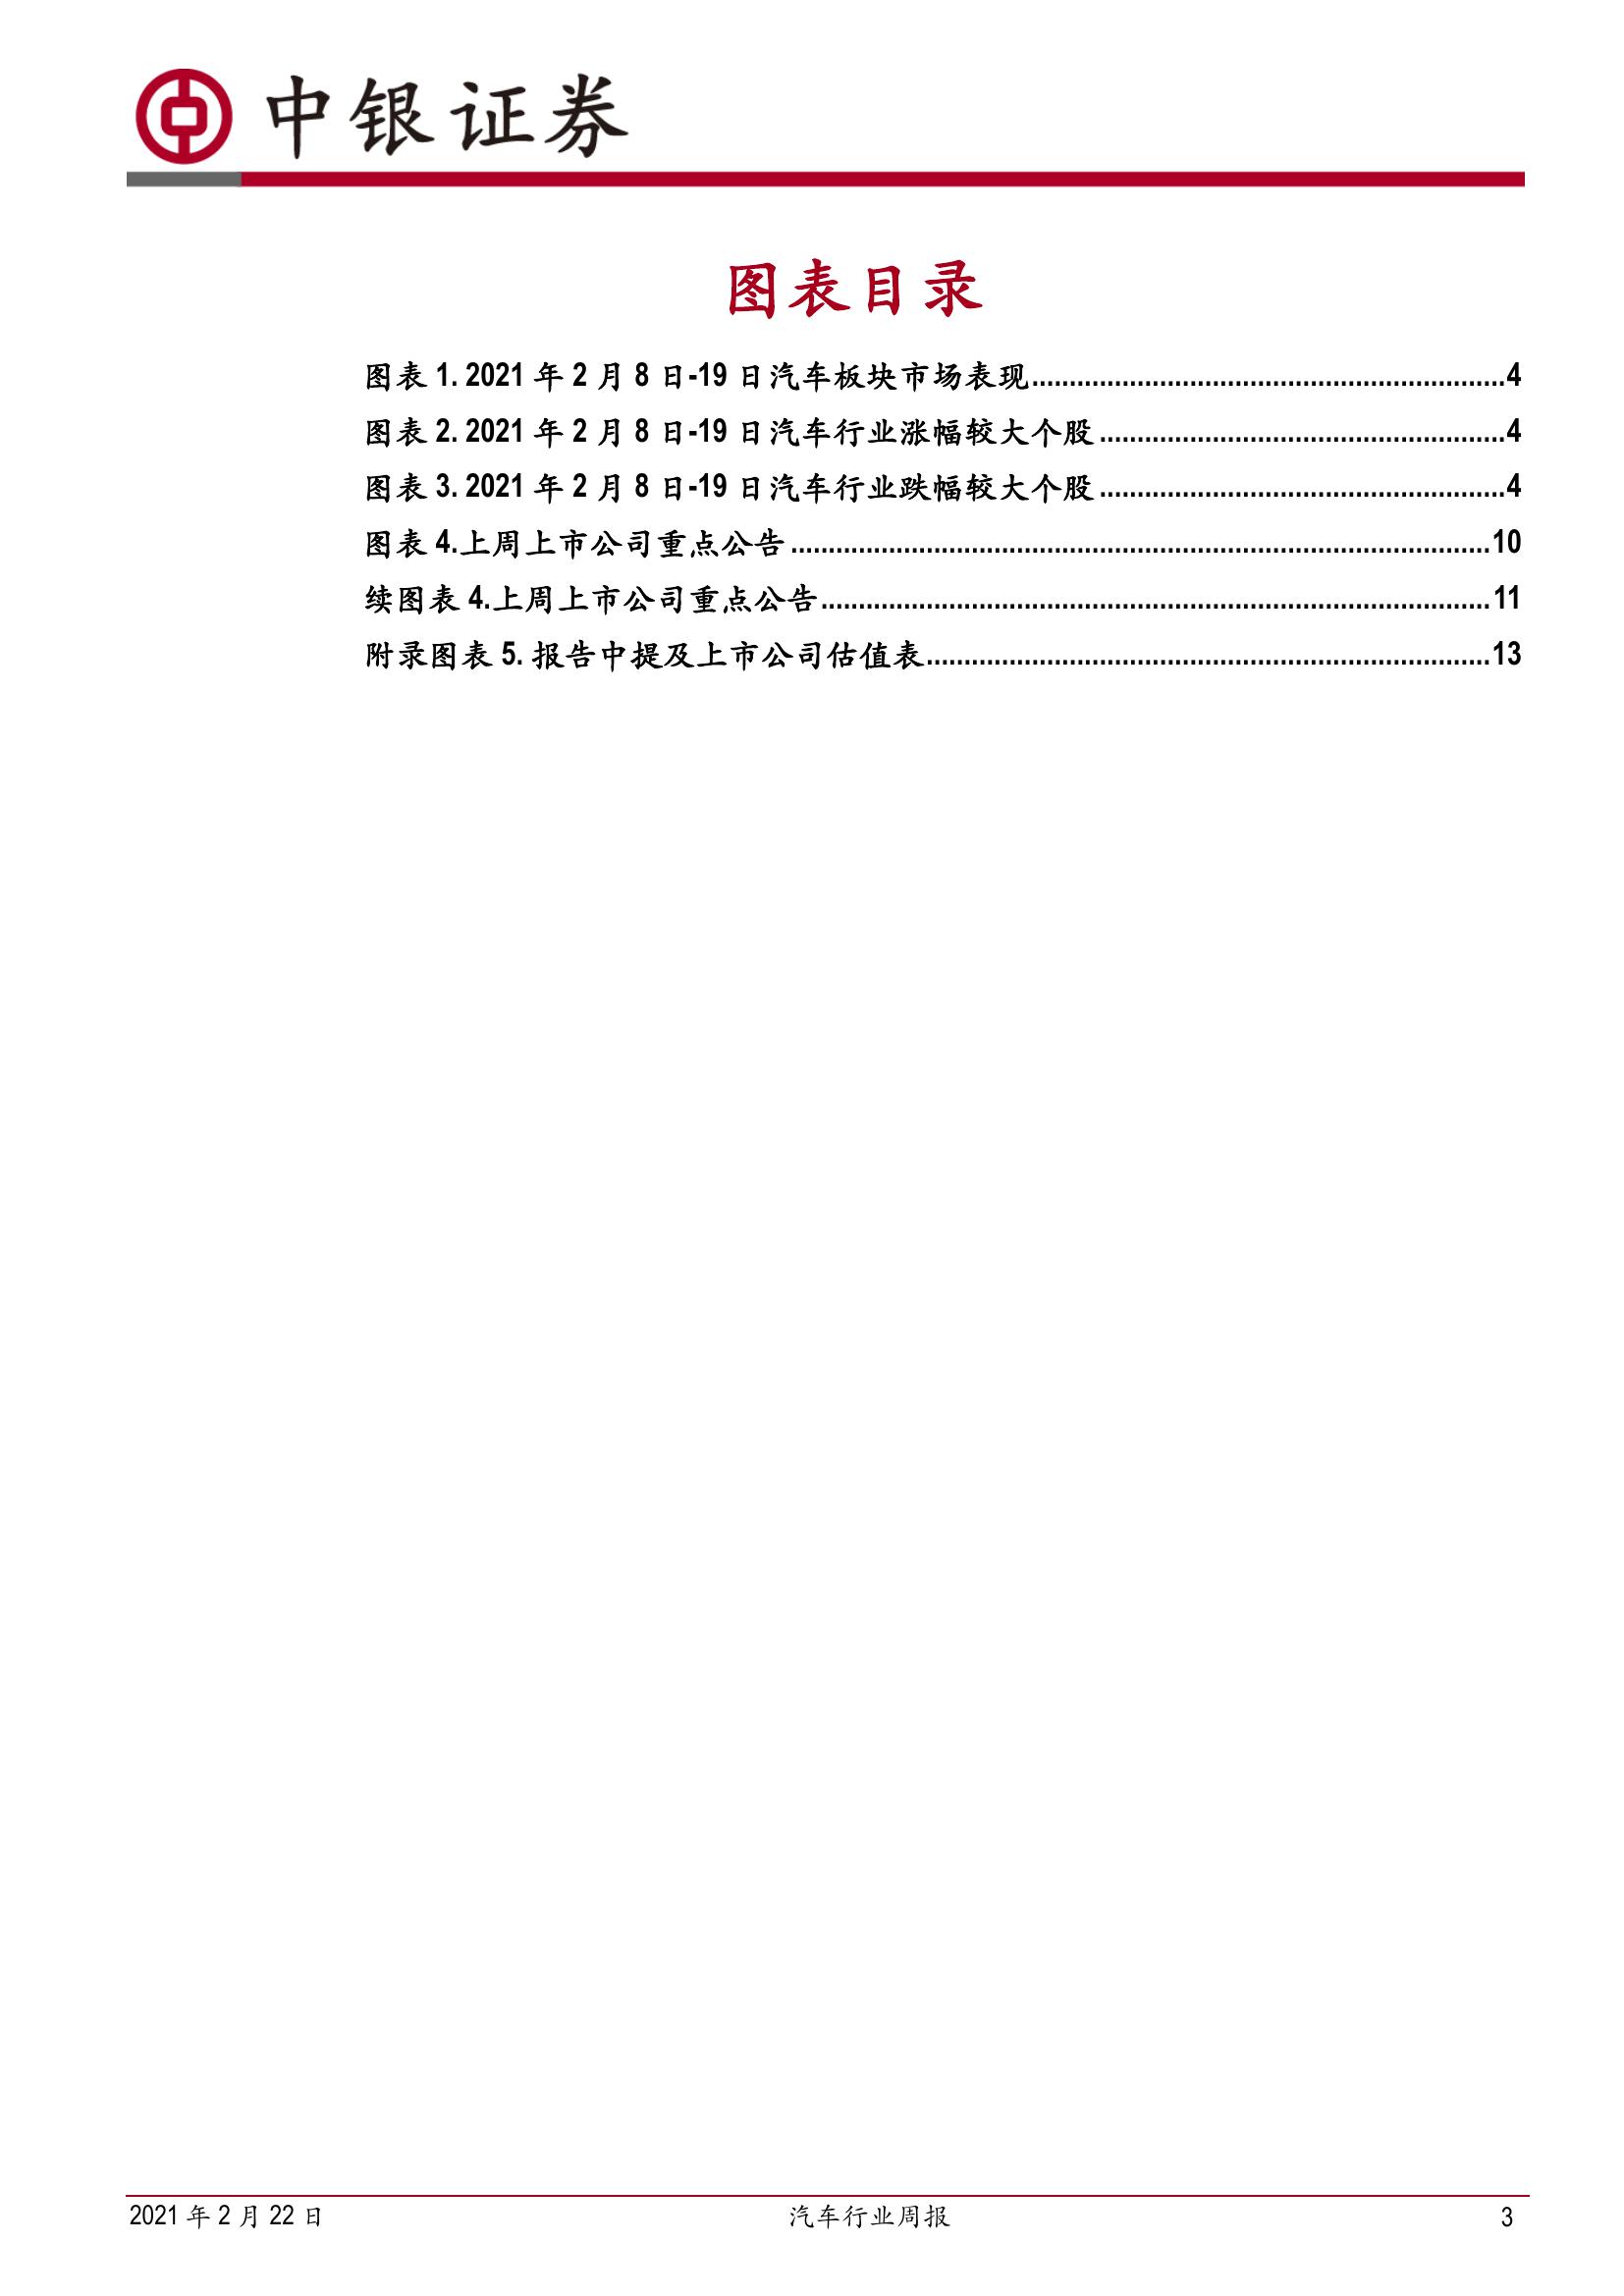 中银证券
图表目录
图表 1. 2021 年 2 月 8 日-19 日汽车板块市场表现................................................................4
图表 2. 2021 年 2 月 8 日-19 日汽车行业涨幅较大个股.......................................................4
图表 3. 2021 年 2 月 8 日-19 日汽车行业跌幅较大个股.......................................................4
图表 4.上周上市公司重点公告..............................................................................................10
续图表 4.上周上市公司重点公告..........................................................................................11
附录图表 5. 报告中提及上市公司估值表............................................................................13
2021 年 2 月 22 日
汽车行业周报
3